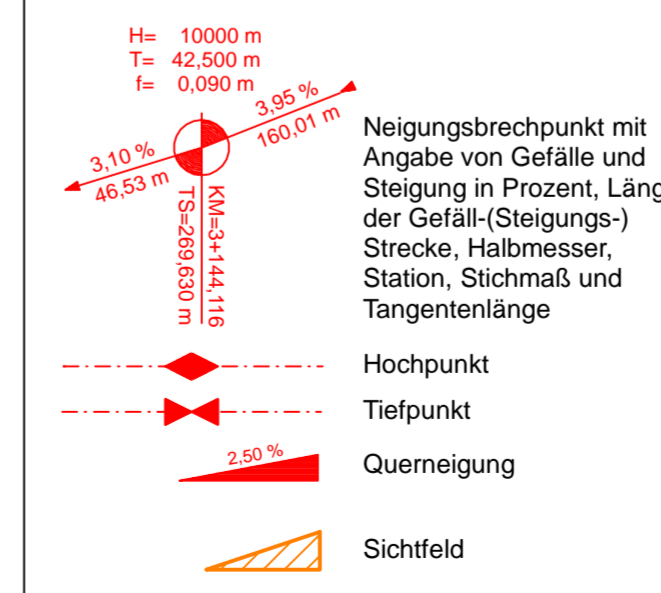 H= 10000 m
T= 42,500 m
f= 0,090 m
3,95 %
160,01 m
3,10 %
46,53 m
KM=3+144,116
TS=269,630 m
Neigungsbrechpunkt mit
Angabe von Gefälle und
Steigung in Prozent, Läng
der Gefäll-(Steigungs-)
Strecke, Halbmesser,
Station, Stichmaß und
Tangentenlänge
Hochpunkt
Tiefpunkt
2,50 %
Querneigung
Sichtfeld